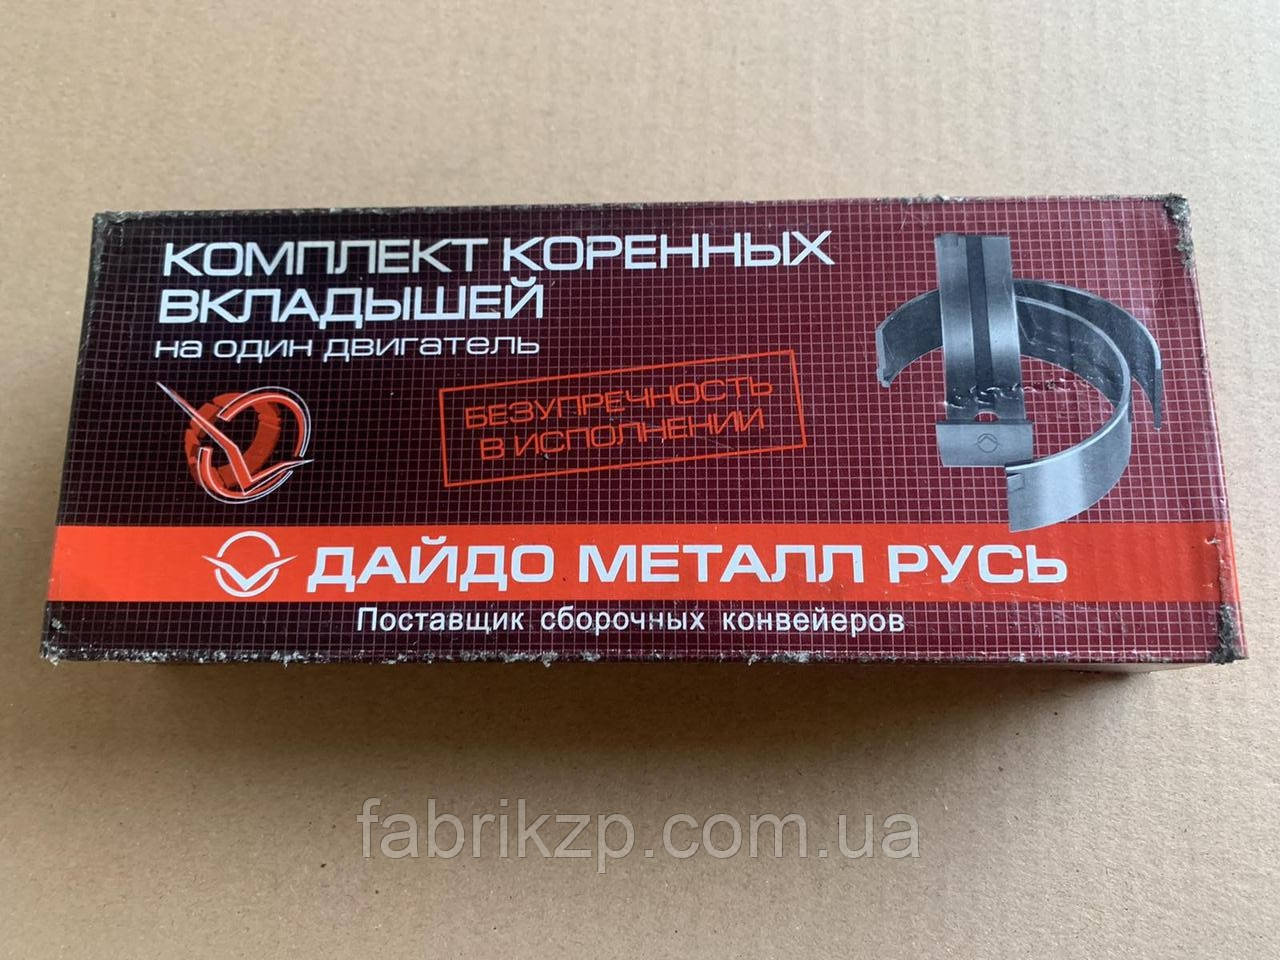 КОМПЛЕКТ КОРЕННЫХ
ВКЛАДЫШЕЙ
на один двигатель
БЕЗУПРЕЧНОСТЬ
В ИСПОЛНЕНИИ
ДАЙДО МЕТАЛЛ РУСЬ
Поставщик сборочных конвейеров
fabrikzp.com.ua